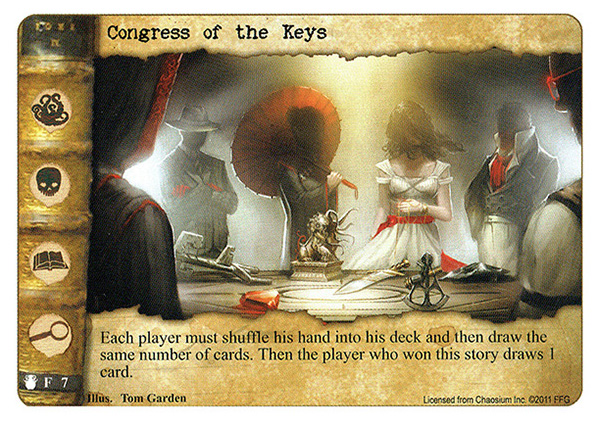 Congress of the Keys
Each player must shuffle his hand into his deck and then draw the
same number of cards. Then the player who won this story draws 1
card.
F 7
Illus. Tom Garden
Licensed from Chaosium Inc. ©2011 FFG